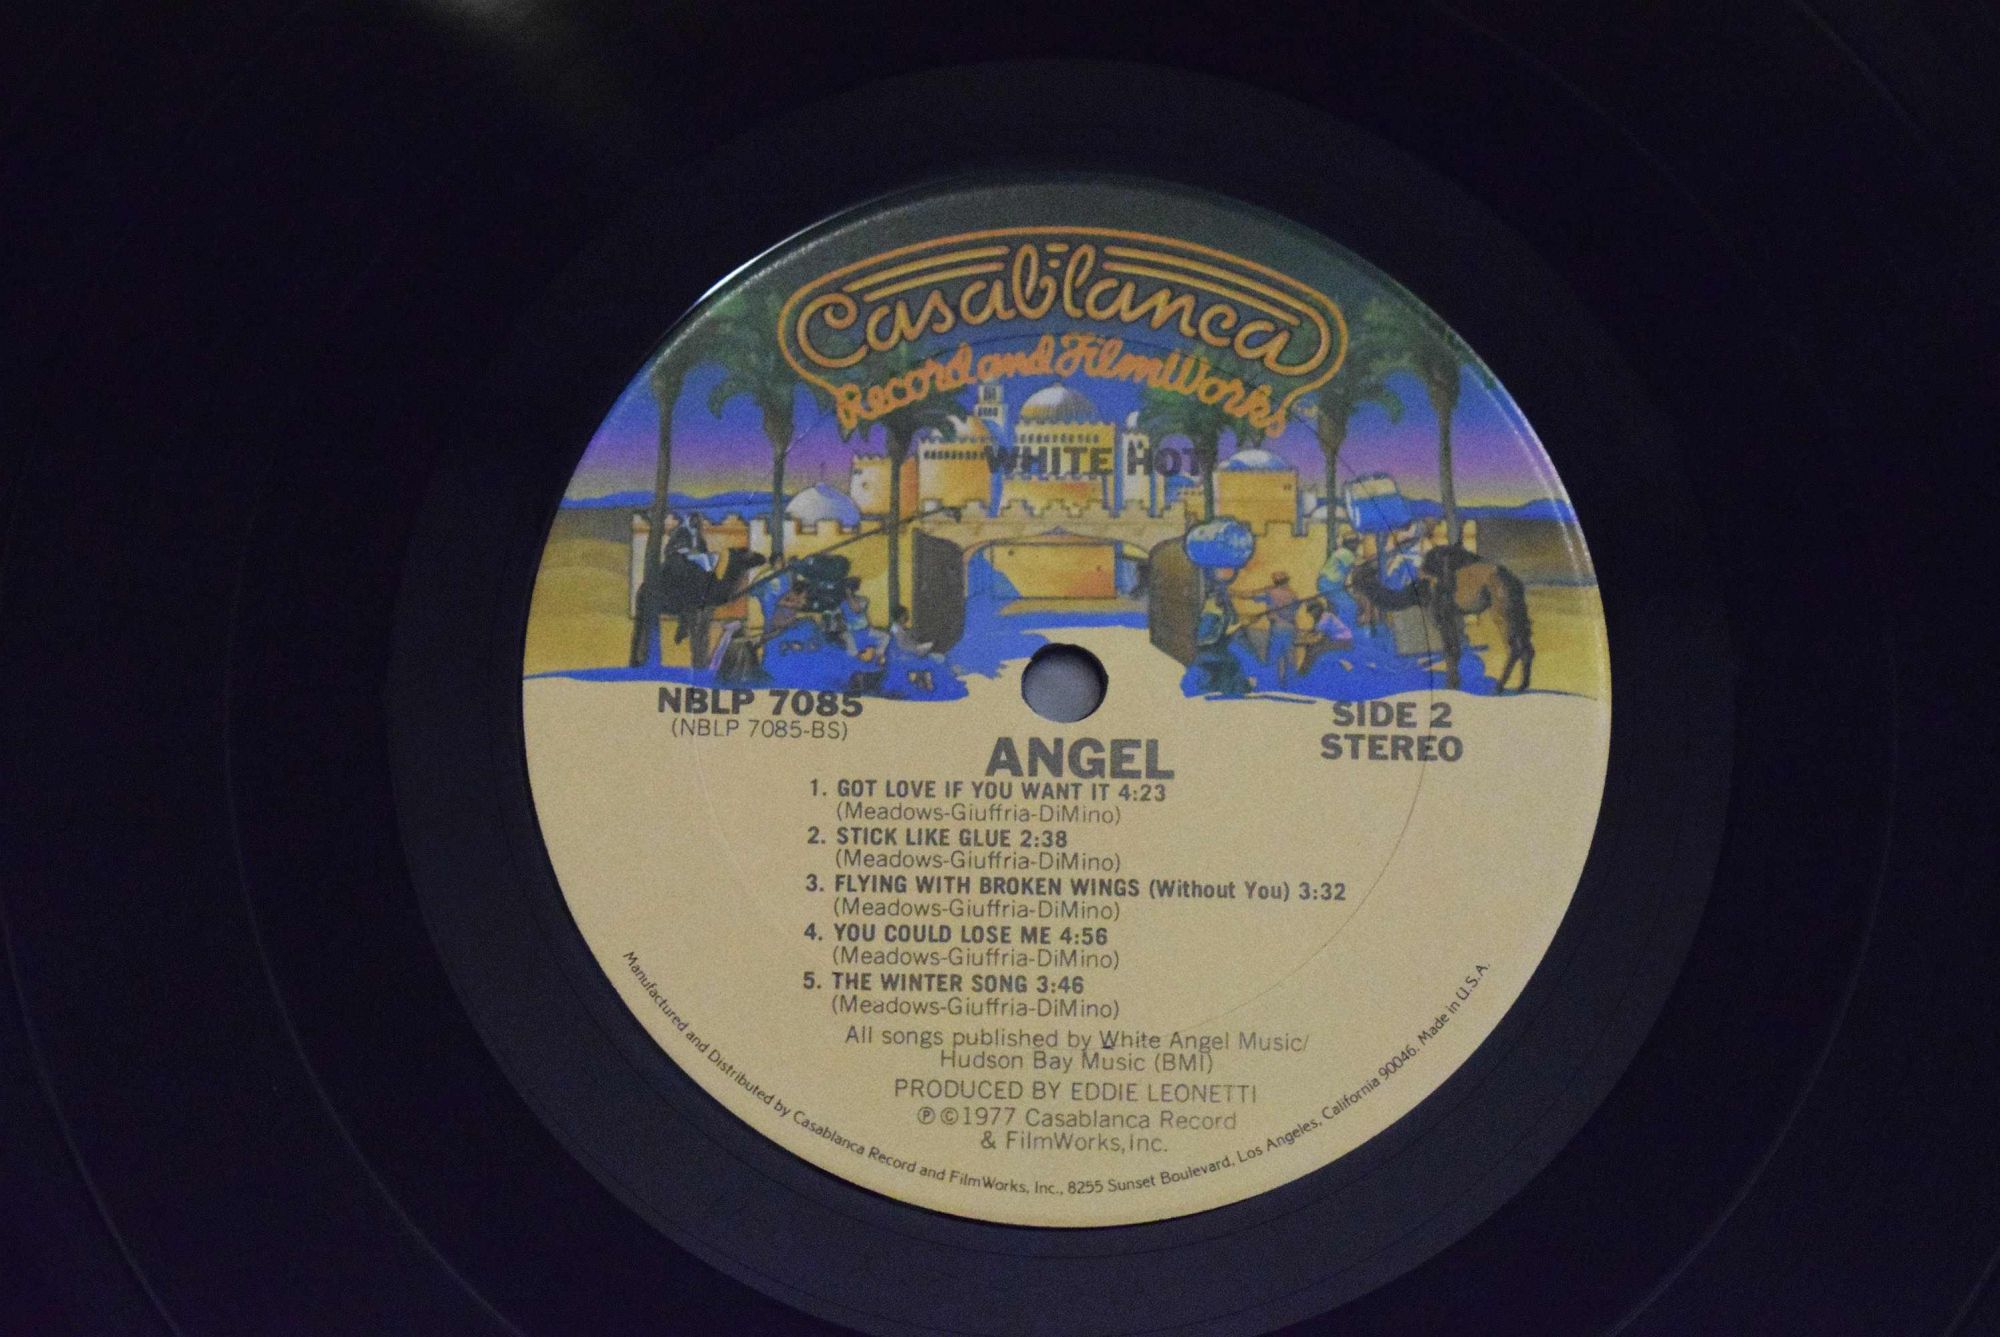 Casablanca
Record and FilmWorks
WHITE HOT
NBLP 7085
(NBLP 7085-BS)
SIDE 2
STEREO
ANGEL
1. GOT LOVE IF YOU WANT IT 4:23
(Meadows-Giuffria-DiMino)
2. STICK LIKE GLUE 2:38
(Meadows-Giuffria-DiMino)
3. FLYING WITH BROKEN WINGS (Without You) 3:32
(Meadows-Giuffria-DiMino)
4. YOU COULD LOSE ME 4:56
(Meadows-Giuffria-DiMino)
5. THE WINTER SONG 3:46
(Meadows-Giuffria-DiMino)
All songs published by White Angel Music/
Hudson Bay Music (BMI)
PRODUCED BY EDDIE LEONETTI
℗©1977 Casablanca Record
& FilmWorks, Inc.
Manufactured and Distributed by Casablanca Record and FilmWorks, Inc., 8255 Sunset Boulevard, Los Angeles, California 90046. Made in U.S.A.